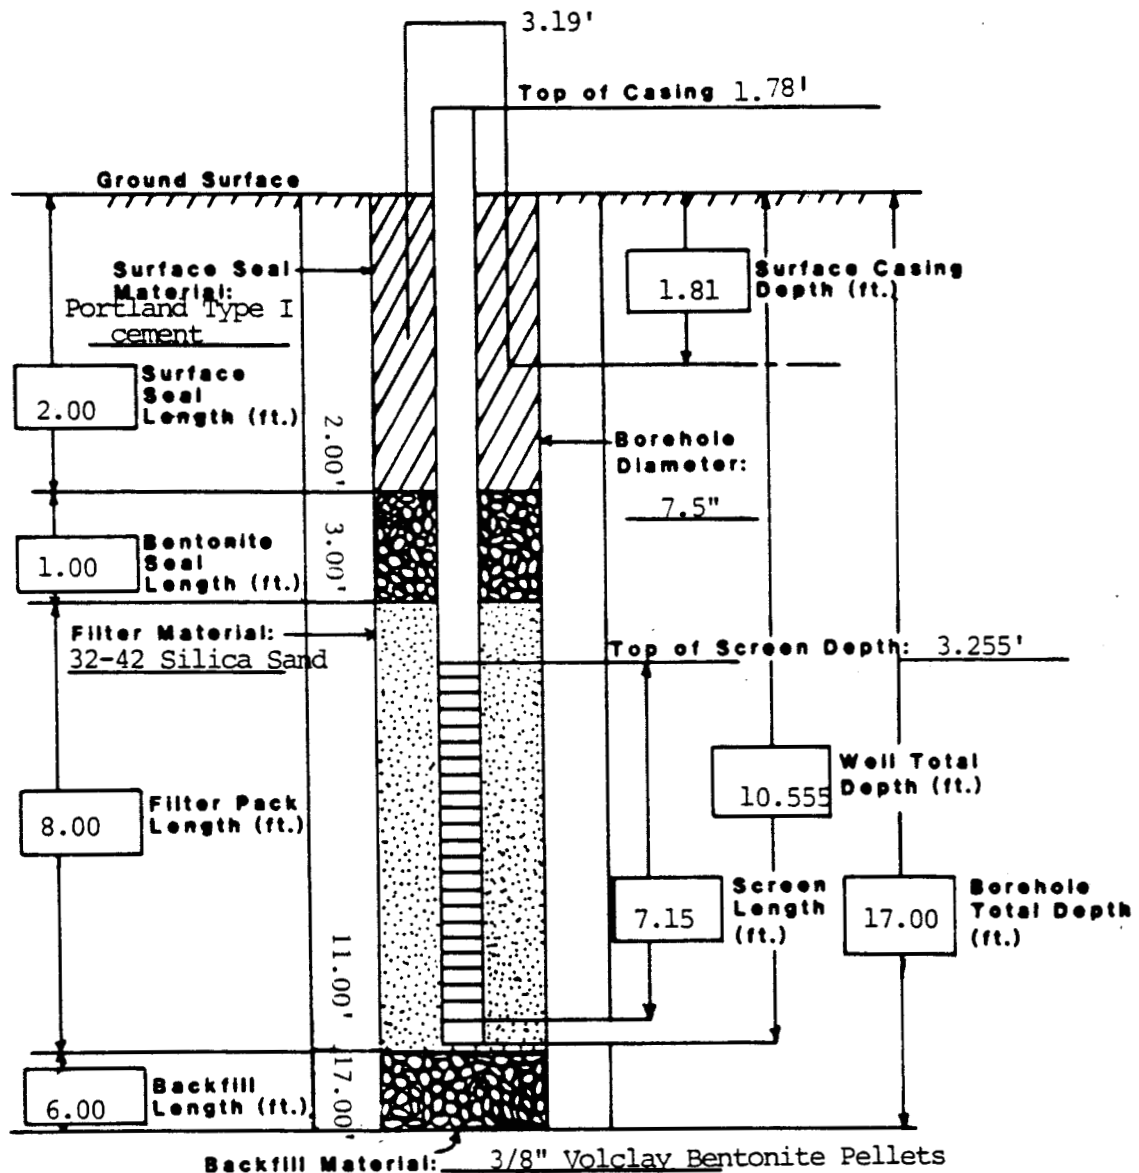 3.19'
Top of Casing 1.78'
Ground Surface
Surface Seal
Material:
Portland Type I
cement
1.81
Surface Casing
Depth (ft.)
2.00
Surface
Seal
Length (ft.)
2.00'
Borehole
Diameter:
7.5"
1.00
Bentonite
Seal
Length (ft.)
3.00'
Filter Material:
32-42 Silica Sand
Top of Screen Depth: 3.255'
10.555
Well Total
Depth (ft.)
8.00
Filter Pack
Length (ft.)
7.15
Screen
Length
(ft.)
17.00
Borehole
Total Depth
(ft.)
11.00'
6.00
Backfill
Length (ft.)
17.00'
Backfill Material: 3/8" Volclay Bentonite Pellets